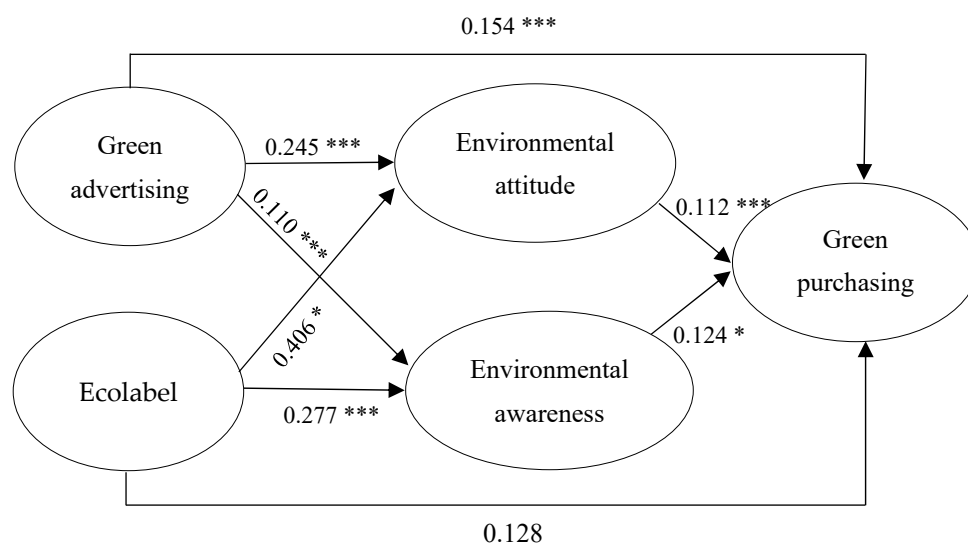 0.154 ***
Green
advertising
0.245 ***
Environmental
attitude
0.110 ***
0.112 ***
Green
purchasing
0.406 *
Ecolabel
0.277 ***
Environmental
awareness
0.124 *
0.128